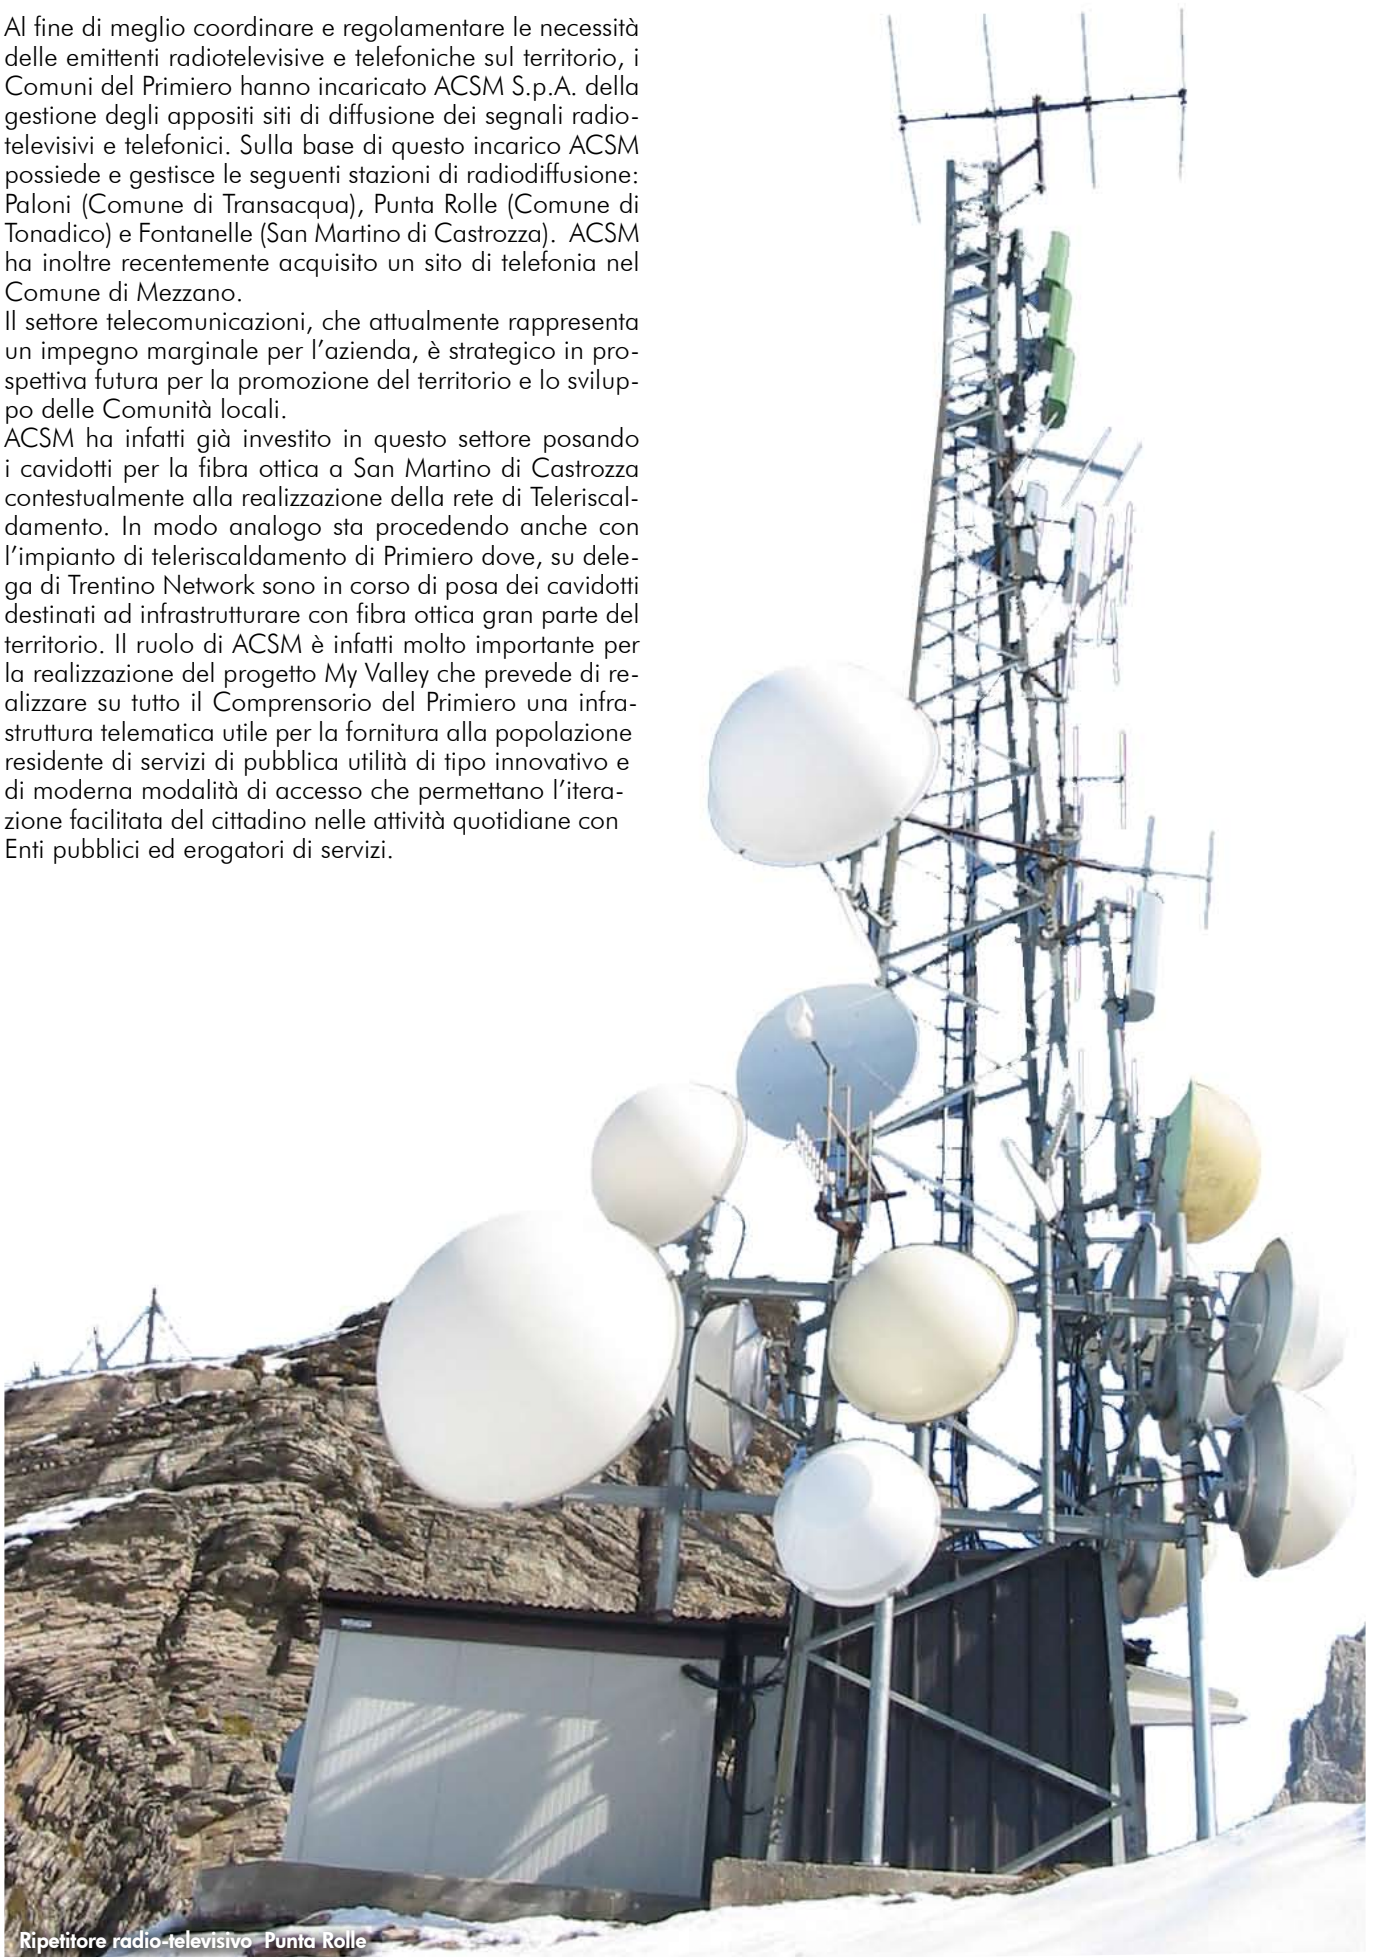 Al fine di meglio coordinare e regolamentare le necessità
delle emittenti radiotelevisive e telefoniche sul territorio, i
Comuni del Primiero hanno incaricato ACSM S.p.A. della
gestione degli appositi siti di diffusione dei segnali radio-
televisivi e telefonici. Sulla base di questo incarico ACSM
possiede e gestisce le seguenti stazioni di radiodiffusione:
Paloni (Comune di Transacqua), Punta Rolle (Comune di
Tonadico) e Fontanelle (San Martino di Castrozza).  ACSM
ha inoltre recentemente acquisito un sito di telefonia nel
Comune di Mezzano.
Il settore telecomunicazioni, che attualmente rappresenta
un impegno marginale per l’azienda, è strategico in pro-
spettiva futura per la promozione del territorio e lo svilup-
po delle Comunità locali.
ACSM ha infatti già investito in questo settore posando
i cavidotti per la fibra ottica a San Martino di Castrozza
contestualmente alla realizzazione della rete di Teleriscal-
damento. In modo analogo sta procedendo anche con
l’impianto di teleriscaldamento di Primiero dove, su dele-
ga di Trentino Network sono in corso di posa dei cavidotti
destinati ad infrastrutturare con fibra ottica gran parte del
territorio. Il ruolo di ACSM è infatti molto importante per
la realizzazione del progetto My Valley che prevede di re-
alizzare su tutto il Comprensorio del Primiero una infra-
struttura telematica utile per la fornitura alla popolazione
residente di servizi di pubblica utilità di tipo innovativo e
di moderna modalità di accesso che permettano l’itera-
zione facilitata del cittadino nelle attività quotidiane con
Enti pubblici ed erogatori di servizi.
Ripetitore radio-televisivo  Punta Rolle